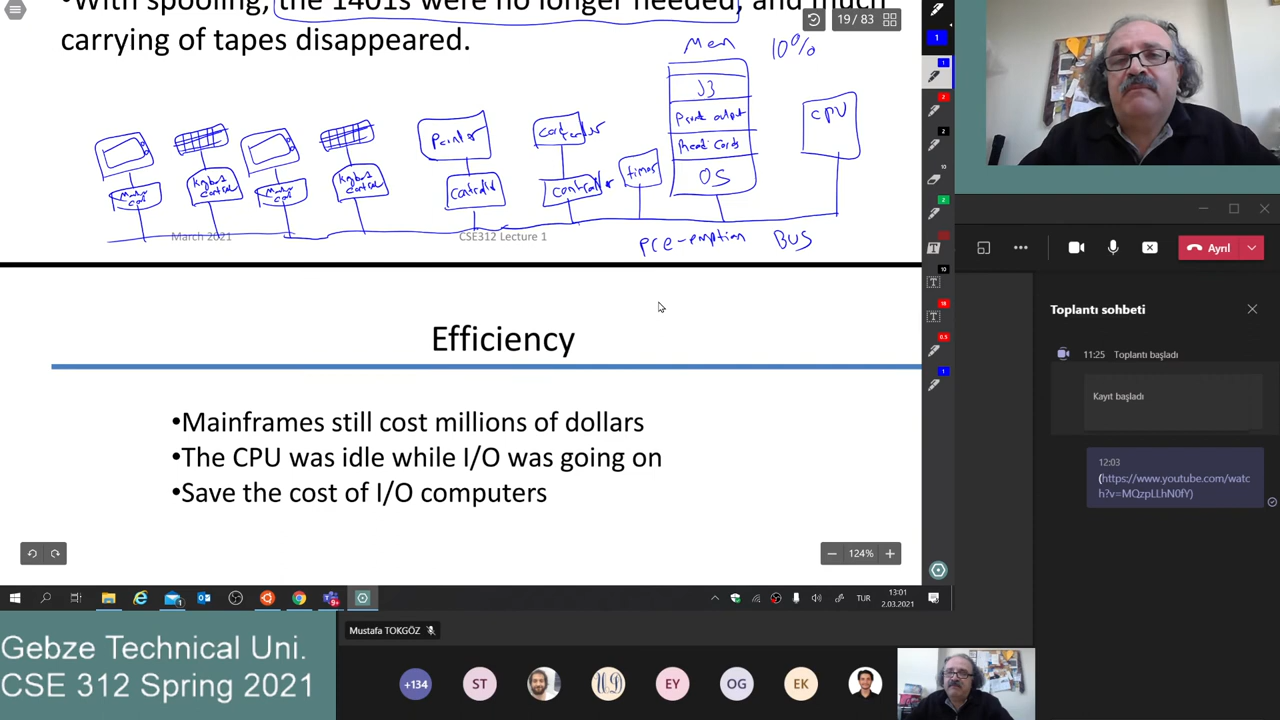 •With spooling, the 1401s were no longer needed, and much
carrying of tapes disappeared.
19 / 83
Mem
10%
J3
Print output
Read Cards
OS
CPU
Printer
timer
pre-emption
BUS
March 2021
CSE312 Lecture 1
Efficiency
•Mainframes still cost millions of dollars
•The CPU was idle while I/O was going on
•Save the cost of I/O computers
124%
Ayrıl
Toplantı sohbeti
11:25 Toplantı başladı
Kayıt başladı
12:03
(https://www.youtube.com/watc
h?v=MQzpLLhN0fY)
TUR
13:01
2.03.2021
Gebze Technical Uni.
CSE 312 Spring 2021
Mustafa TOKGÖZ
+134
ST
EY
OG
EK